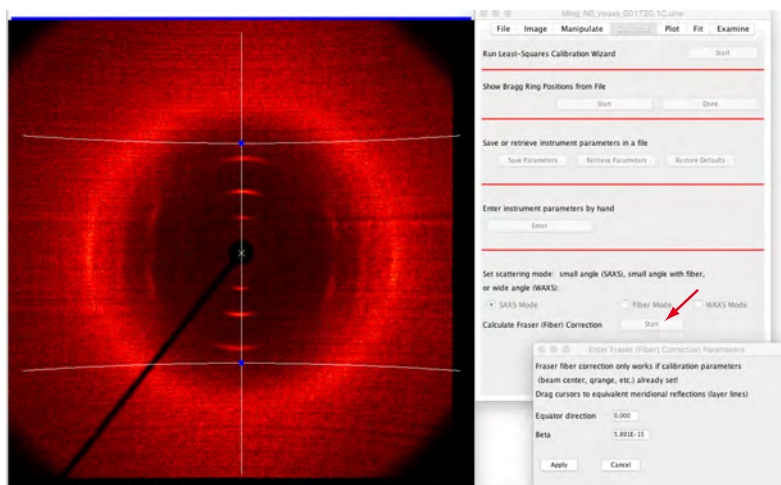 Ming_N0_vwaxs_001T20.1C.unw
File Image Manipulate Plot Fit Examine
Run Least-Squares Calibration Wizard Start
Show Bragg Ring Positions from File
Start Done
Save or retrieve instrument parameters in a file
Save Parameters Retrieve Parameters Restore Defaults
Enter instrument parameters by hand
Enter
Set scattering mode: small angle (SAXS), small angle with fiber,
or wide angle (WAXS):
SAXS Mode Fiber Mode WAXS Mode
Calculate Fraser (Fiber) Correction Start
Enter Fraser (Fiber) Correction Parameters
Fraser fiber correction only works if calibration parameters
(beam center, qrange, etc.) already set!
Drag cursors to equivalent meridional reflections (layer lines)
Equator direction 0.000
Beta 5.891E-15
Apply Cancel